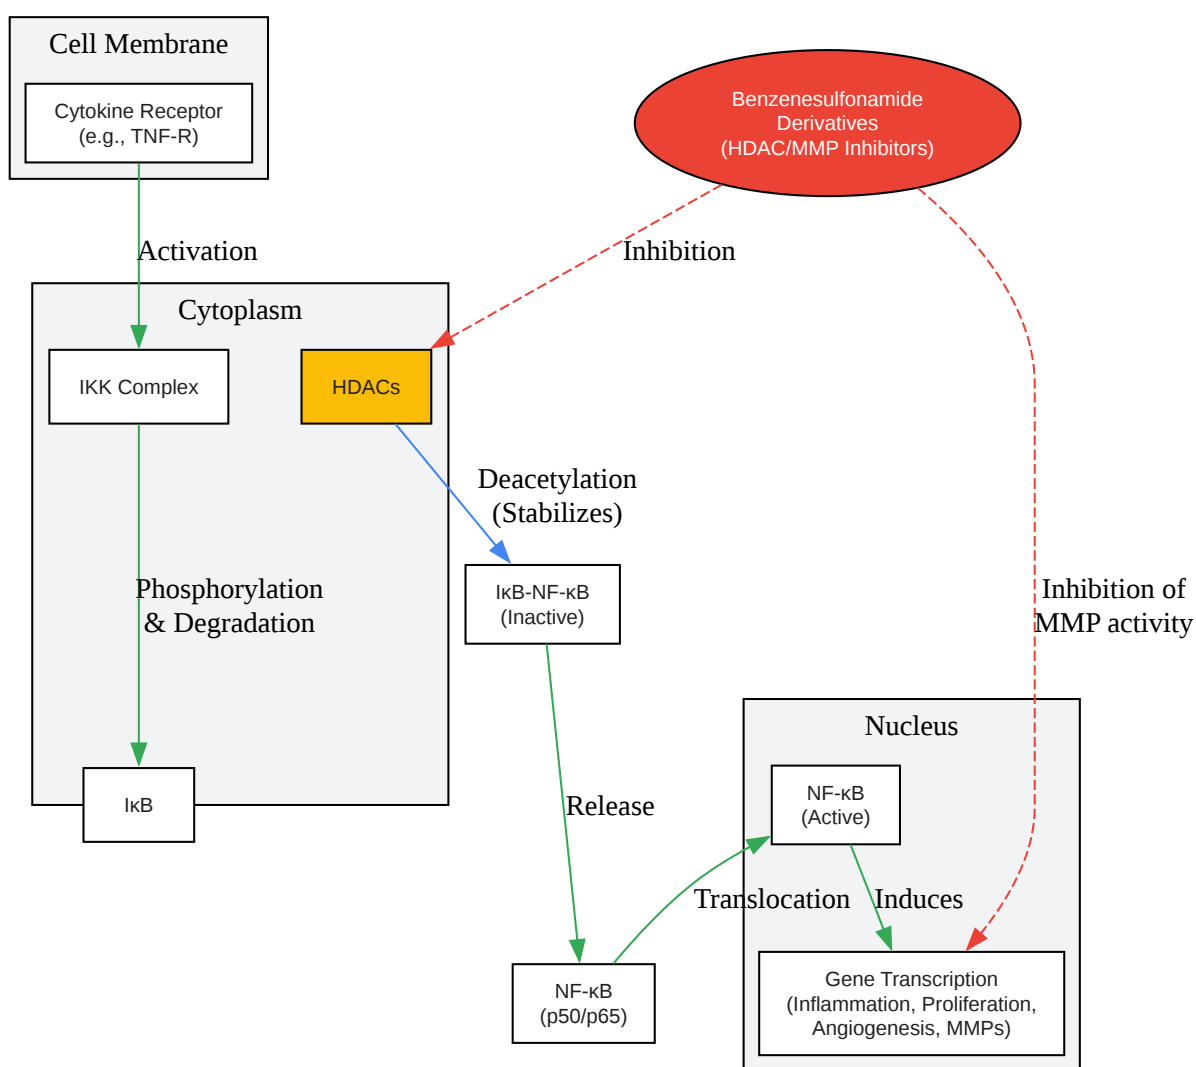 Cell Membrane
Cytokine Receptor
(e.g., TNF-R)
Benzenesulfonamide
Derivatives
(HDAC/MMP Inhibitors)
Activation
Inhibition
Cytoplasm
IKK Complex
HDACs
Deacetylation
(Stabilizes)
Phosphorylation
& Degradation
IκB-NF-κB
(Inactive)
Inhibition of
MMP activity
Nucleus
NF-κB
(Active)
IκB
Release
Translocation
Induces
NF-κB
(p50/p65)
Gene Transcription
(Inflammation, Proliferation,
Angiogenesis, MMPs)